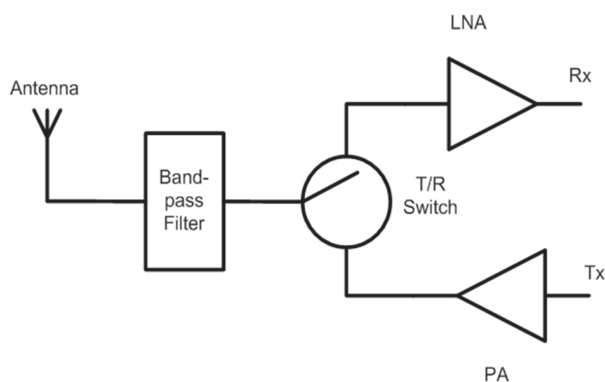 LNA
Antenna
Rx
Band-
pass
Filter
T/R
Switch
Tx
PA